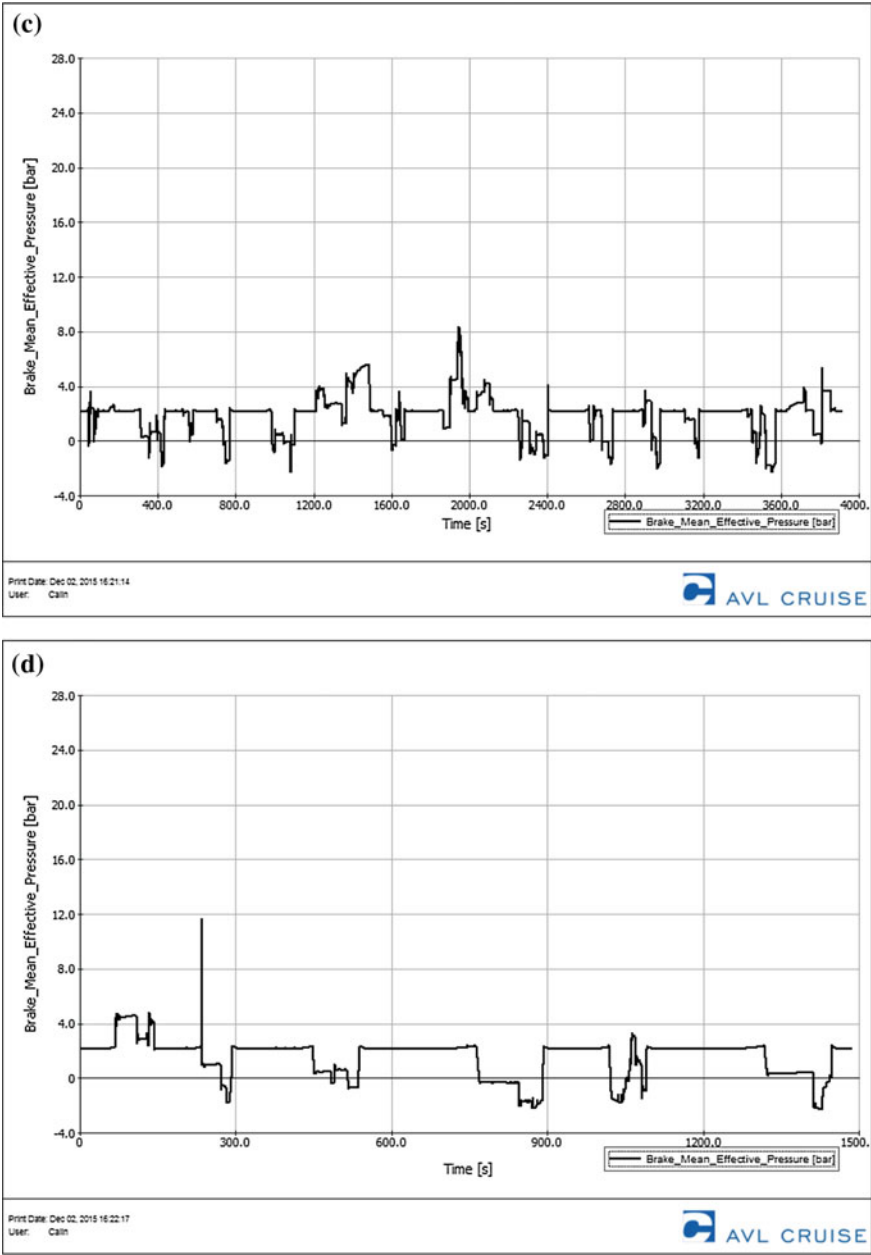 (c)
Brake_Mean_Effective_Pressure [bar]
28.0
24.0
20.0
16.0
12.0
8.0
4.0
0
-4.0
0 400.0 800.0 1200.0 1600.0 2000.0 2400.0 2800.0 3200.0 3600.0 4000.
Time [s]
Brake_Mean_Effective_Pressure [bar]
Print Date: Dec 02, 2015 16:21:14
User: Calin
AVL CRUISE
(d)
Brake_Mean_Effective_Pressure [bar]
28.0
24.0
20.0
16.0
12.0
8.0
4.0
0
-4.0
0 300.0 600.0 900.0 1200.0 1500.
Time [s]
Brake_Mean_Effective_Pressure [bar]
Print Date: Dec 02, 2015 16:22:17
User: Calin
AVL CRUISE